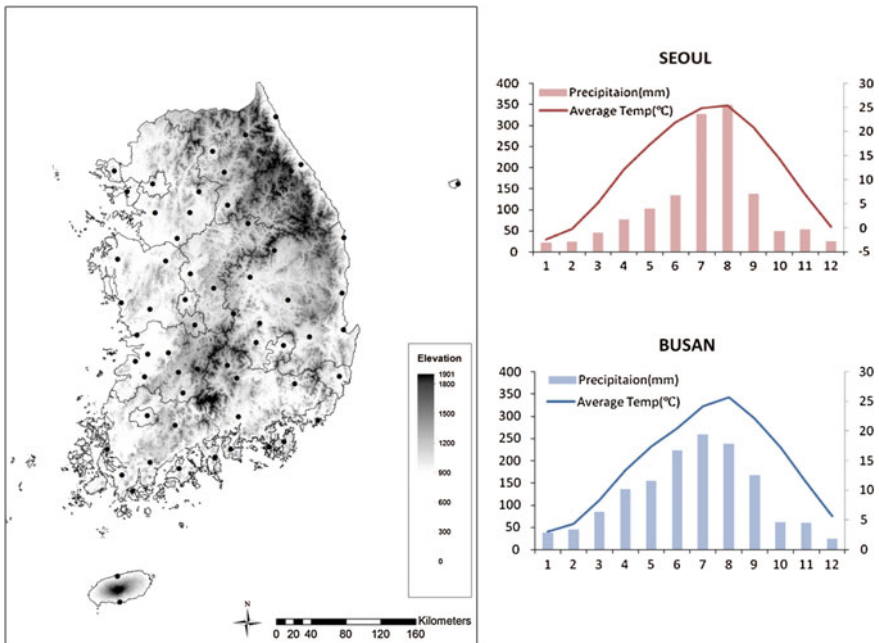 Elevation
1901
1800
1500
1200
900
600
300
0
N
0 10 20 40 80 120 160 Kilometers
SEOUL
400 350 300 250 200 150 100 50 0
Precipitaion(mm)
Average Temp(°C)
30 25 20 15 10 5 0 -5
1 2 3 4 5 6 7 8 9 10 11 12
BUSAN
400 350 300 250 200 150 100 50 0
Precipitaion(mm)
Average Temp(°C)
30 25 20 15 10 5 0
1 2 3 4 5 6 7 8 9 10 11 12